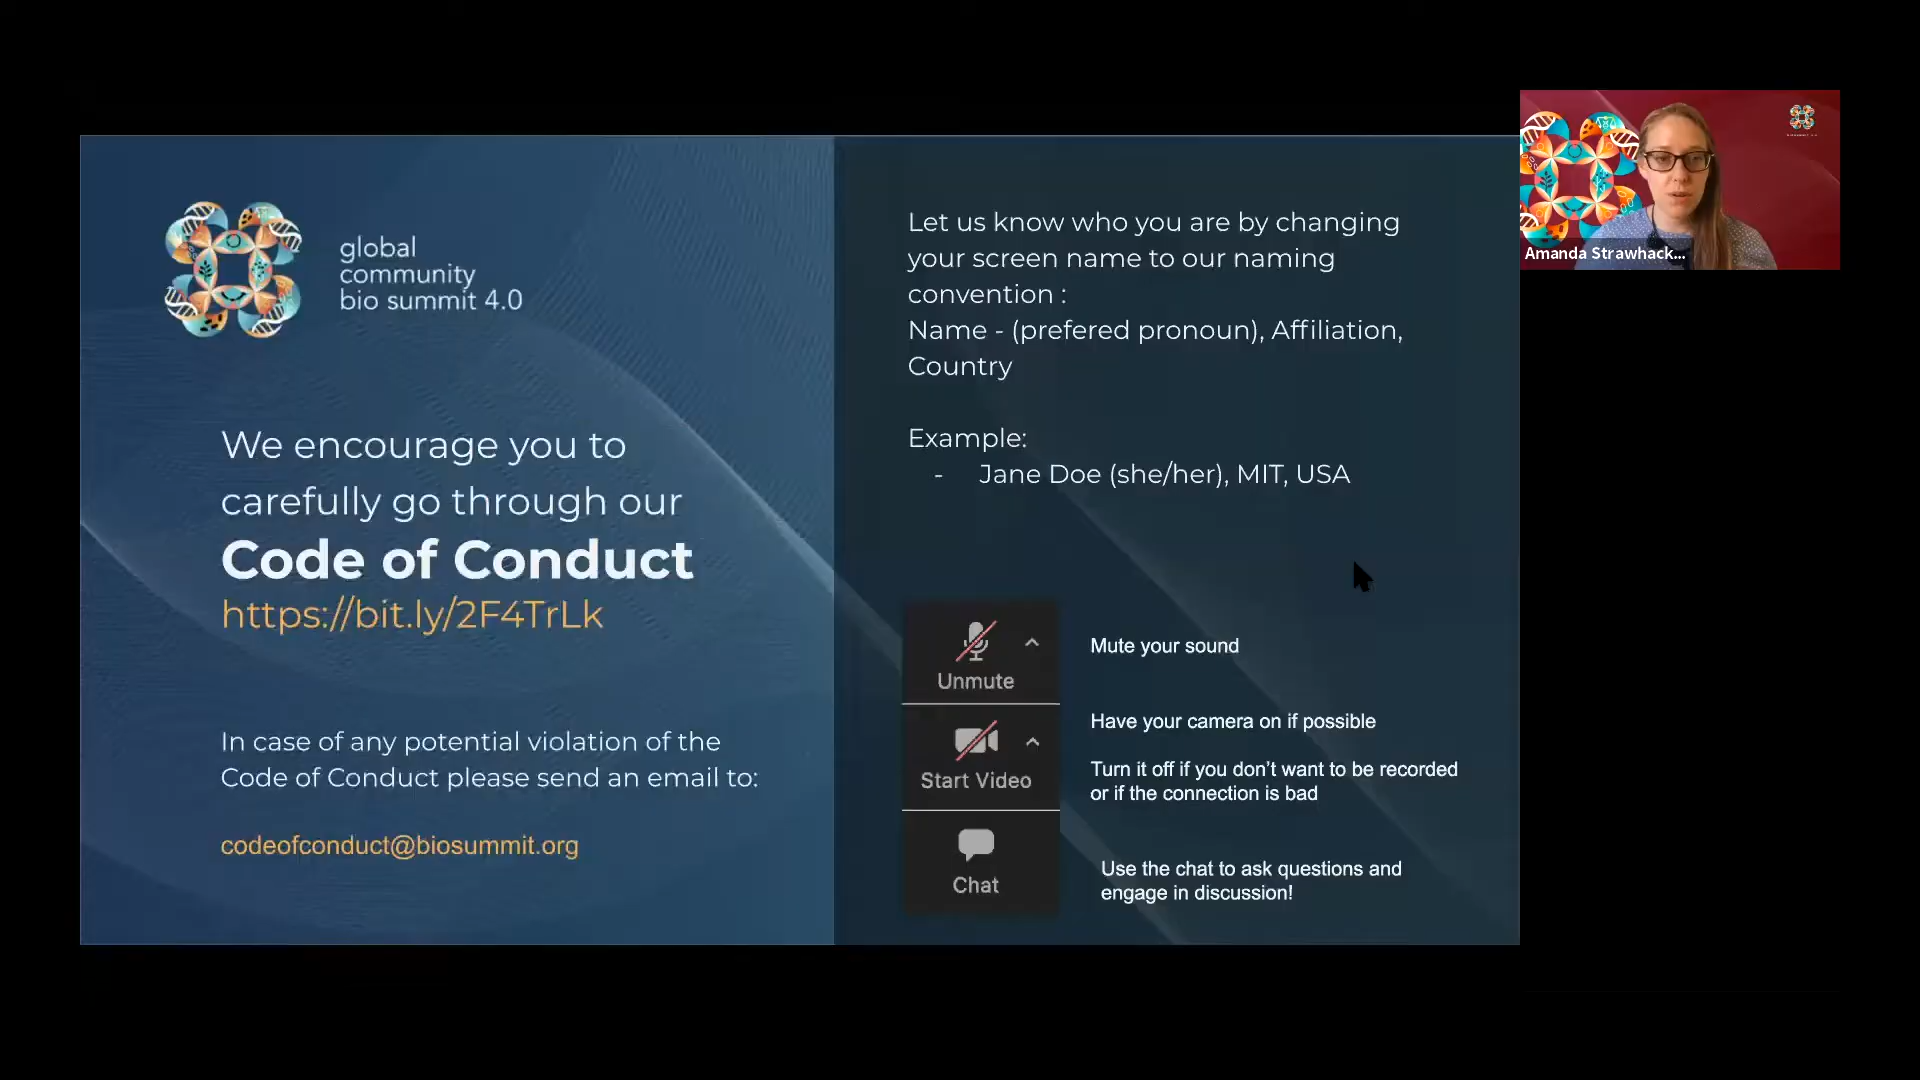 global
community
bio summit 4.0
We encourage you to
carefully go through our
Code of Conduct
https://bit.ly/2F4TrLk
In case of any potential violation of the
Code of Conduct please send an email to:
codeofconduct@biosummit.org
Let us know who you are by changing
your screen name to our naming
convention :
Name - (prefered pronoun), Affiliation,
Country
Example:
- Jane Doe (she/her), MIT, USA
Unmute
Mute your sound
Start Video
Have your camera on if possible
Turn it off if you don’t want to be recorded
or if the connection is bad
Chat
Use the chat to ask questions and
engage in discussion!
Amanda Strawhack...